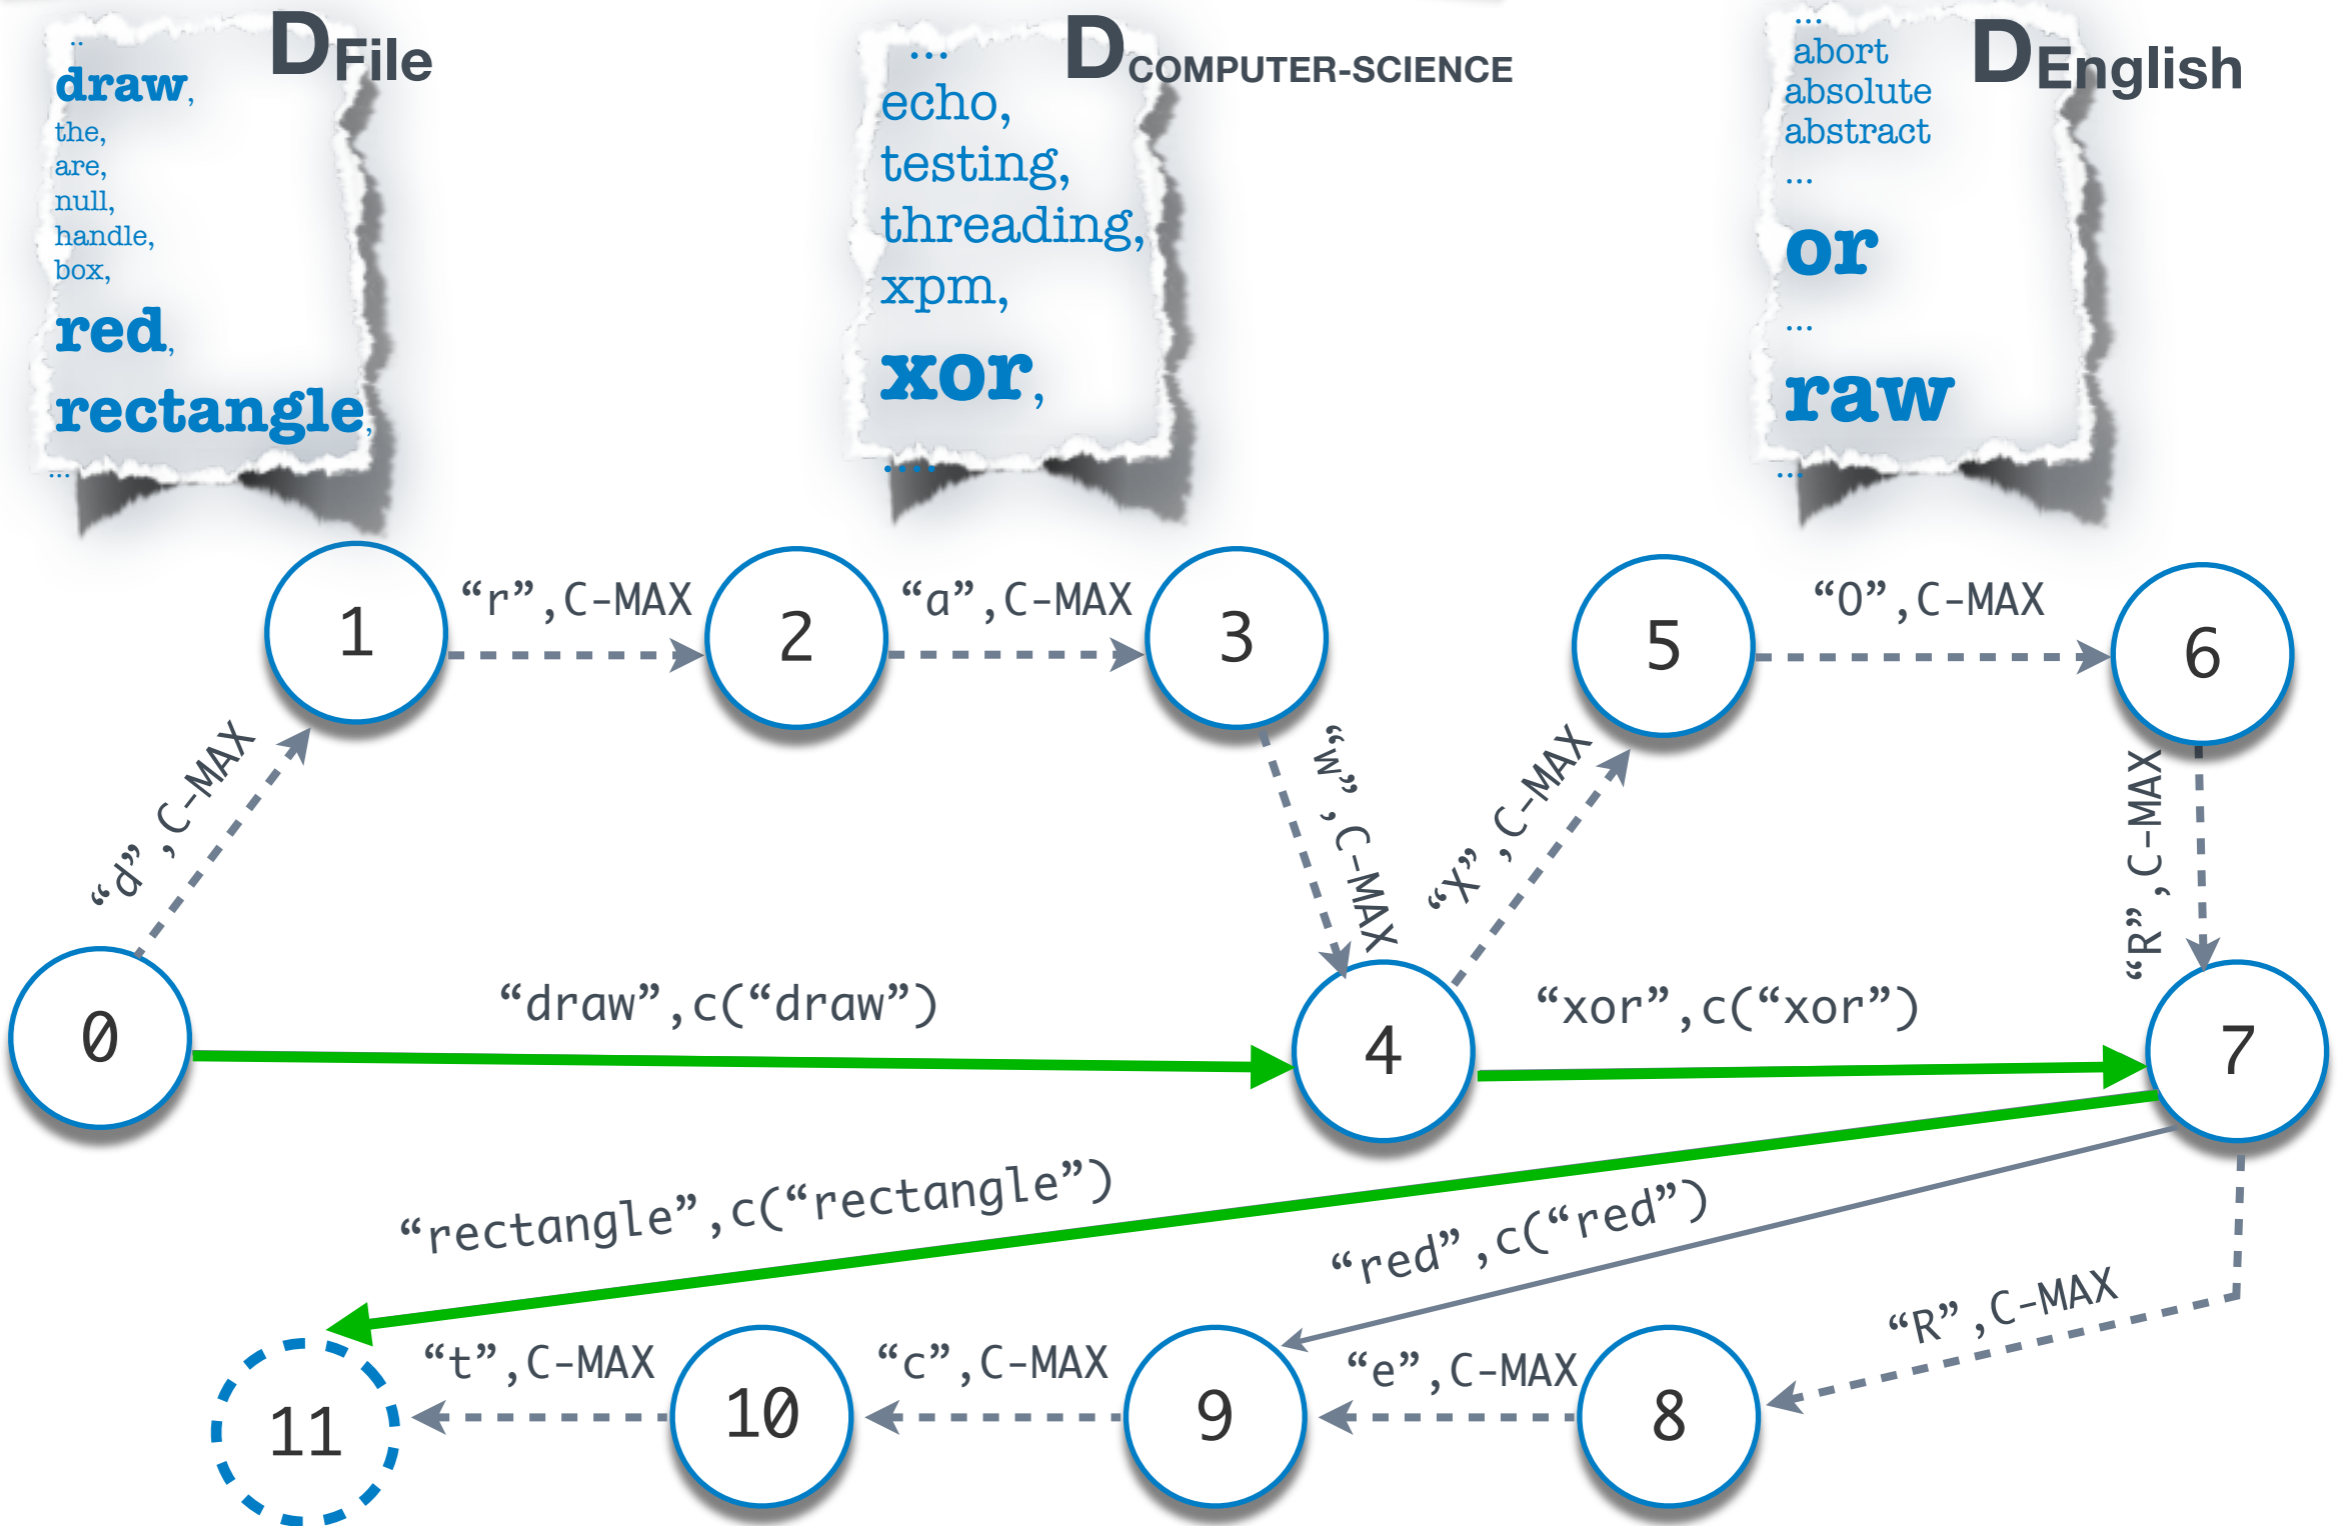 ..
draw,
the,
are,
null,
handle,
box,
red,
rectangle,
...
DFile
...
echo,
testing,
threading,
xpm,
xor,
....
DCOMPUTER-SCIENCE
...
abort
absolute
abstract
...
or
...
raw
...
DEnglish
1
“r”,C-MAX
2
“a”,C-MAX
3
5
“O”,C-MAX
6
“d”,C-MAX
“w”,C-MAX
“X”,C-MAX
“R”,C-MAX
0
“draw”,c(“draw”)
4
“xor”,c(“xor”)
7
“rectangle”,c(“rectangle”)
“red”,c(“red”)
“R”,C-MAX
11
“t”,C-MAX
10
“c”,C-MAX
9
“e”,C-MAX
8